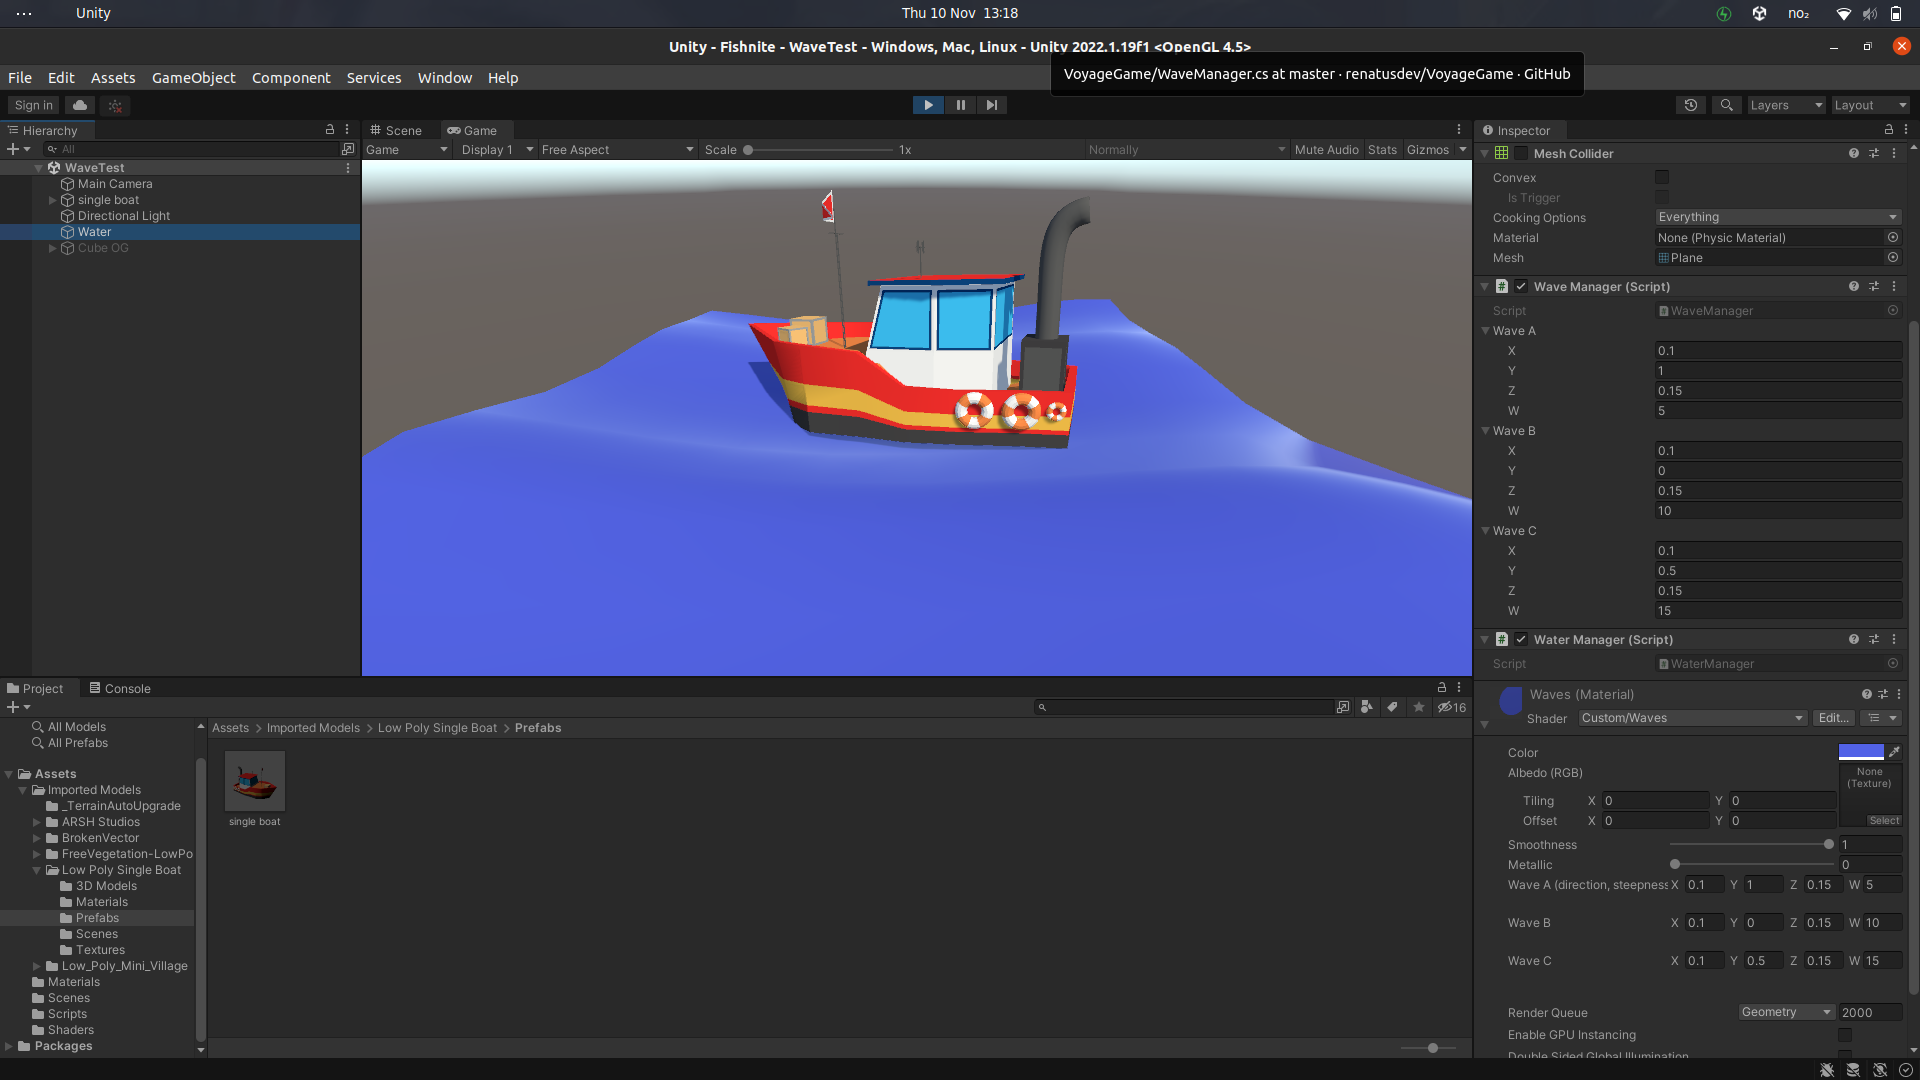 Unity
Thu 10 Nov 13:18
no₂
Unity - Fishnite - WaveTest - Windows, Mac, Linux - Unity 2022.1.19f1 <OpenGL 4.5>
VoyageGame/WaveManager.cs at master · renatusdev/VoyageGame · GitHub
File Edit Assets GameObject Component Services Window Help
Sign in
Layers
Layout
Hierarchy
All
WaveTest
Main Camera
single boat
Directional Light
Water
Cube OG
Scene
Game
Game
Display 1
Free Aspect
Scale
1x
Normally
Mute Audio
Stats
Gizmos
Inspector
Mesh Collider
Convex
Is Trigger
Cooking Options Everything
Material None (Physic Material)
Mesh Plane
Wave Manager (Script)
Script WaveManager
Wave A
X 0.1
Y 1
Z 0.15
W 5
Wave B
X 0.1
Y 0
Z 0.15
W 10
Wave C
X 0.1
Y 0.5
Z 0.15
W 15
Water Manager (Script)
Script WaterManager
Waves (Material)
Shader Custom/Waves Edit...
Color
Albedo (RGB)
None
(Texture)
Tiling X 0 Y 0
Offset X 0 Y 0
Select
Smoothness 1
Metallic 0
Wave A (direction, steepness X 0.1 Y 1 Z 0.15 W 5
Wave B X 0.1 Y 0 Z 0.15 W 10
Wave C X 0.1 Y 0.5 Z 0.15 W 15
Render Queue Geometry 2000
Enable GPU Instancing
Double Sided Global Illumination
Project
Console
16
All Models
All Prefabs
Assets
Imported Models
_TerrainAutoUpgrade
ARSH Studios
BrokenVector
FreeVegetation-LowPo
Low Poly Single Boat
3D Models
Materials
Prefabs
Scenes
Textures
Low_Poly_Mini_Village
Materials
Scenes
Scripts
Shaders
Packages
Assets > Imported Models > Low Poly Single Boat > Prefabs
single boat